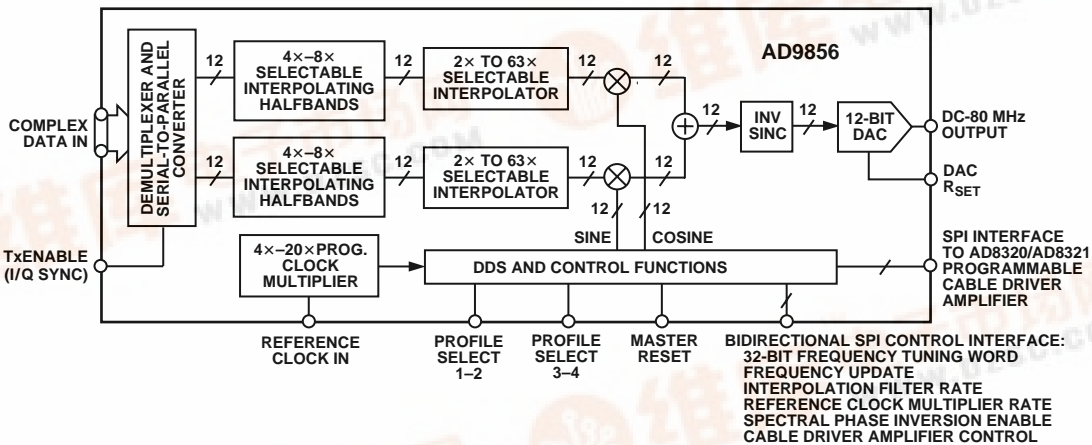 AD9856
COMPLEX
DATA IN
DEMULTIPLEXER AND
SERIAL-TO-PARALLEL
CONVERTER
12
4×–8×
SELECTABLE
INTERPOLATING
HALFBANDS
12
2× TO 63×
SELECTABLE
INTERPOLATOR
12
12
12
INV
SINC
12
12-BIT
DAC
DC-80 MHz
OUTPUT
DAC
RSET
12
4×–8×
SELECTABLE
INTERPOLATING
HALFBANDS
12
2× TO 63×
SELECTABLE
INTERPOLATOR
12
12
12
12
SINE
COSINE
TxENABLE
(I/Q SYNC)
4×–20× PROG.
CLOCK
MULTIPLIER
DDS AND CONTROL FUNCTIONS
SPI INTERFACE
TO AD8320/AD8321
PROGRAMMABLE
CABLE DRIVER
AMPLIFIER
REFERENCE
CLOCK IN
PROFILE
SELECT
1–2
PROFILE
SELECT
3–4
MASTER
RESET
BIDIRECTIONAL SPI CONTROL INTERFACE:
32-BIT FREQUENCY TUNING WORD
FREQUENCY UPDATE
INTERPOLATION FILTER RATE
REFERENCE CLOCK MULTIPLIER RATE
SPECTRAL PHASE INVERSION ENABLE
CABLE DRIVER AMPLIFIER CONTROL